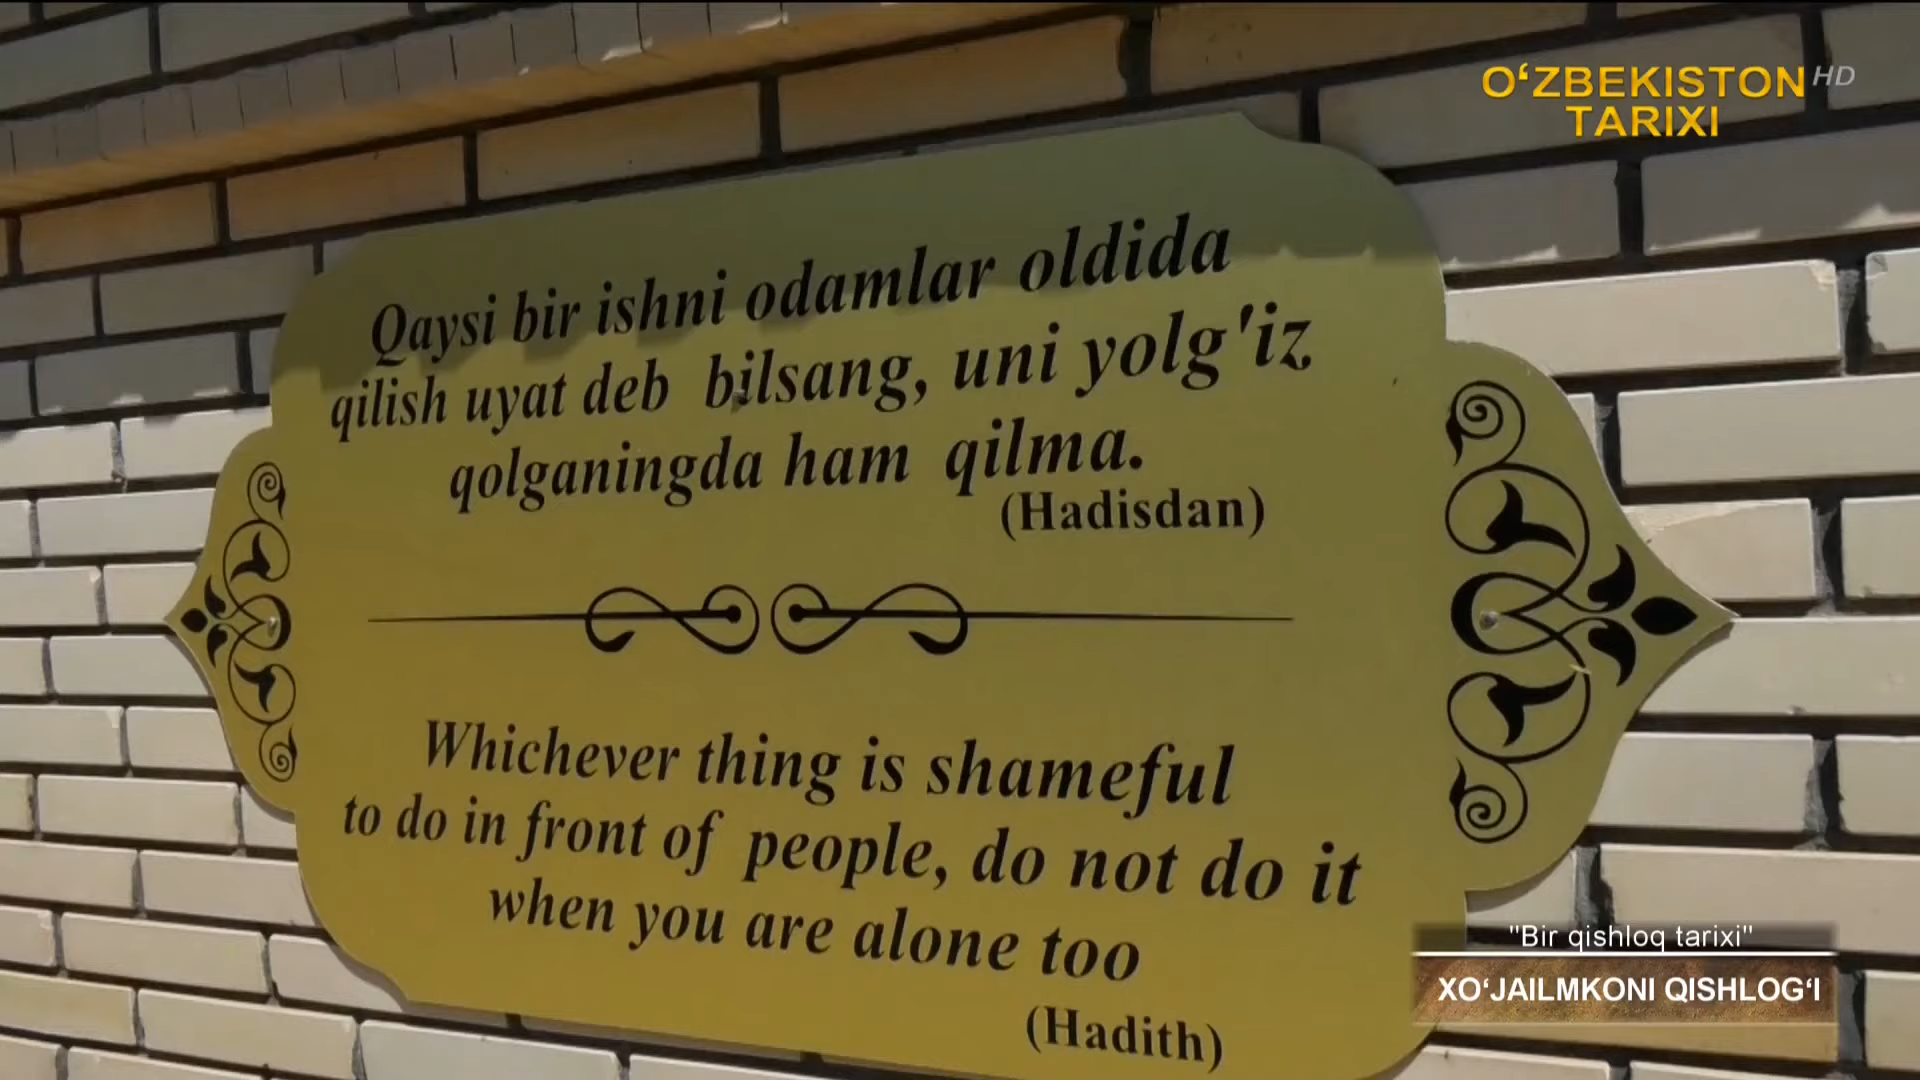 O‘ZBEKISTON HD
TARIXI
Qaysi bir ishni odamlar oldida
qilish uyat deb bilsang, uni yolg'iz
qolganingda ham qilma.
(Hadisdan)
Whichever thing is shameful
to do in front of people, do not do it
when you are alone too
(Hadith)
"Bir qishloq tarixi"
XO‘JAILMKONI QISHLOG‘I